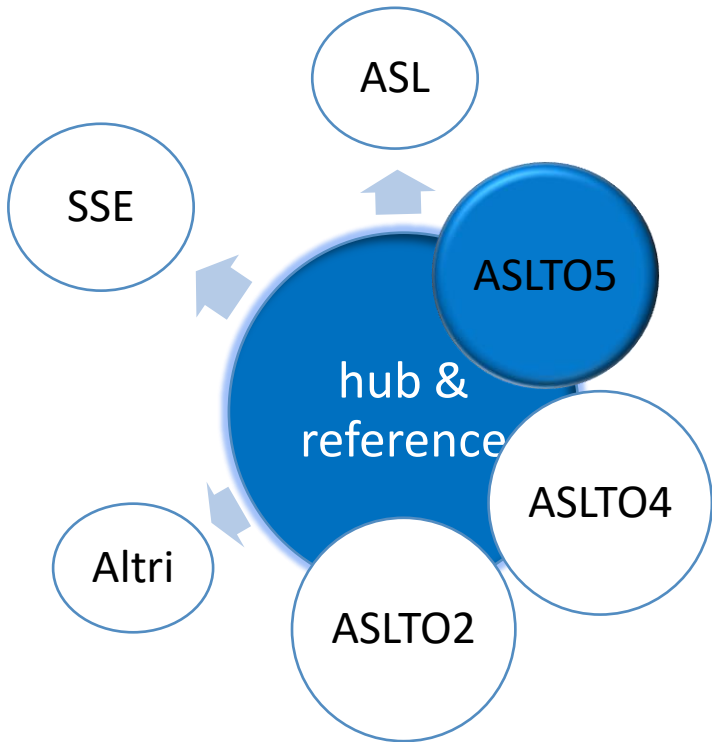 ASL
SSE
ASLTO5
hub &
reference
ASLTO4
Altri
ASLTO2